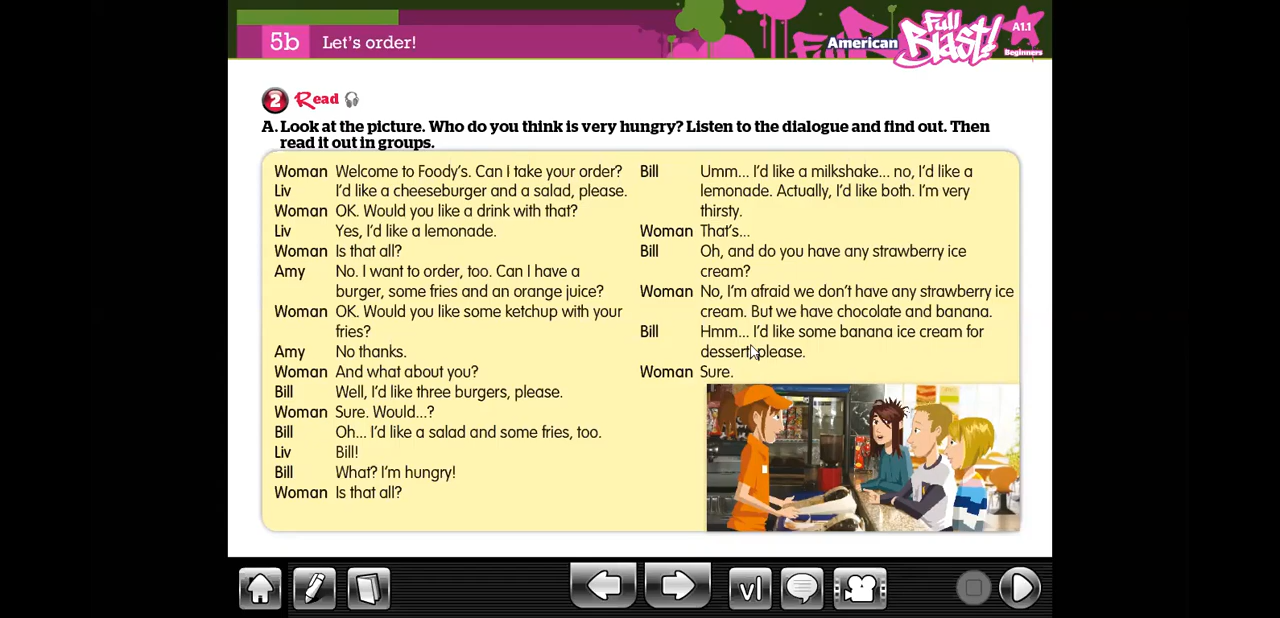 5b Let's order!
American
Full
Blast!
A1.1
Beginners
2 Read
A. Look at the picture. Who do you think is very hungry? Listen to the dialogue and find out. Then
read it out in groups.
Woman Welcome to Foody's. Can I take your order?
Liv I'd like a cheeseburger and a salad, please.
Woman OK. Would you like a drink with that?
Liv Yes, I'd like a lemonade.
Woman Is that all?
Amy No. I want to order, too. Can I have a
burger, some fries and an orange juice?
Woman OK. Would you like some ketchup with your
fries?
Amy No thanks.
Woman And what about you?
Bill Well, I'd like three burgers, please.
Woman Sure. Would...?
Bill Oh... I'd like a salad and some fries, too.
Liv Bill!
Bill What? I'm hungry!
Woman Is that all?
Bill Umm... I'd like a milkshake... no, I'd like a
lemonade. Actually, I'd like both. I'm very
thirsty.
Woman That's...
Bill Oh, and do you have any strawberry ice
cream?
Woman No, I'm afraid we don't have any strawberry ice
cream. But we have chocolate and banana.
Bill Hmm... I'd like some banana ice cream for
dessert, please.
Woman Sure.
vl